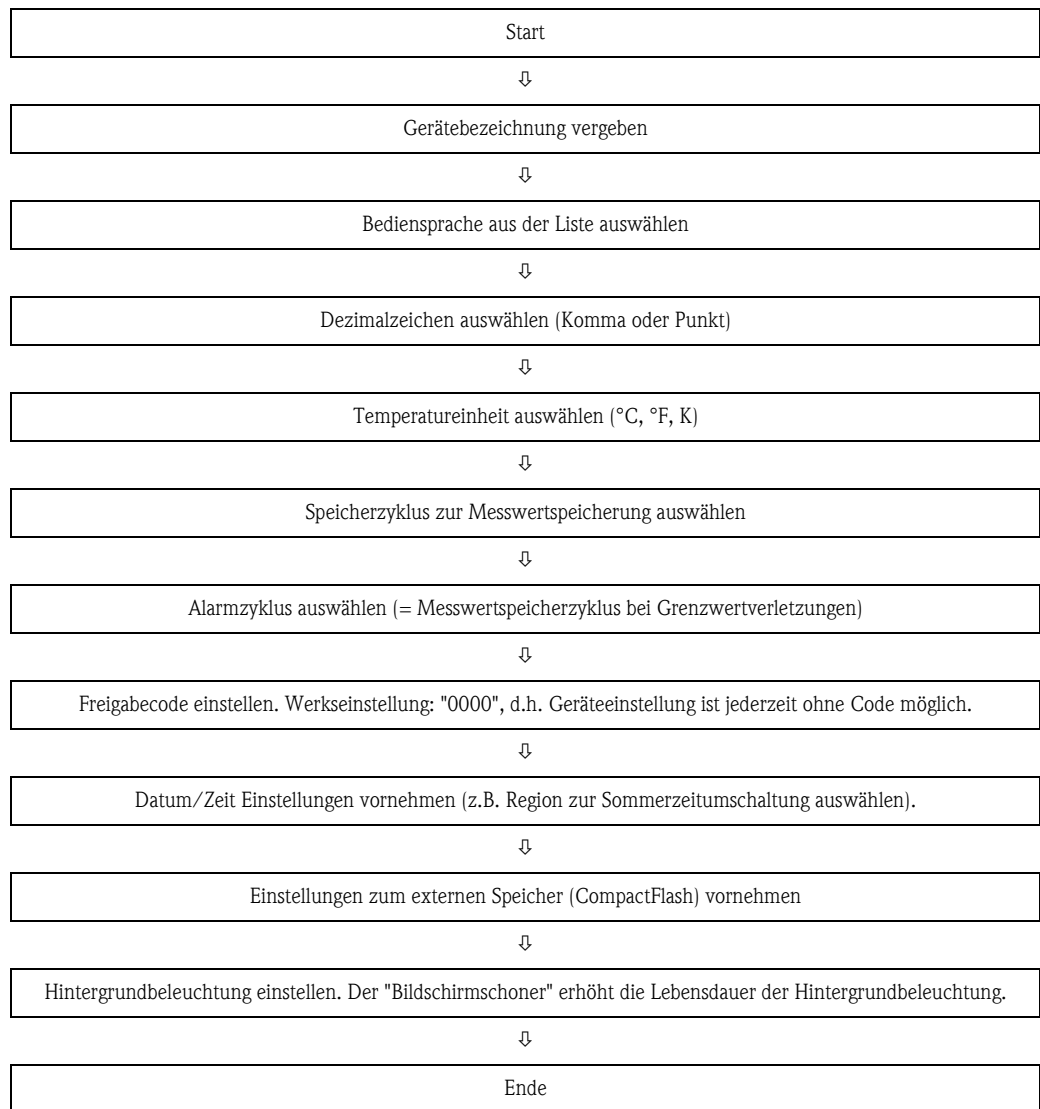 Start
⇩
Gerätebezeichnung vergeben
⇩
Bediensprache aus der Liste auswählen
⇩
Dezimalzeichen auswählen (Komma oder Punkt)
⇩
Temperatureinheit auswählen (°C, °F, K)
⇩
Speicherzyklus zur Messwertspeicherung auswählen
⇩
Alarmzyklus auswählen (= Messwertspeicherzyklus bei Grenzwertverletzungen)
⇩
Freigabecode einstellen. Werkseinstellung: "0000", d.h. Geräteeinstellung ist jederzeit ohne Code möglich.
⇩
Datum/Zeit Einstellungen vornehmen (z.B. Region zur Sommerzeitumschaltung auswählen).
⇩
Einstellungen zum externen Speicher (CompactFlash) vornehmen
⇩
Hintergrundbeleuchtung einstellen. Der "Bildschirmschoner" erhöht die Lebensdauer der Hintergrundbeleuchtung.
⇩
Ende